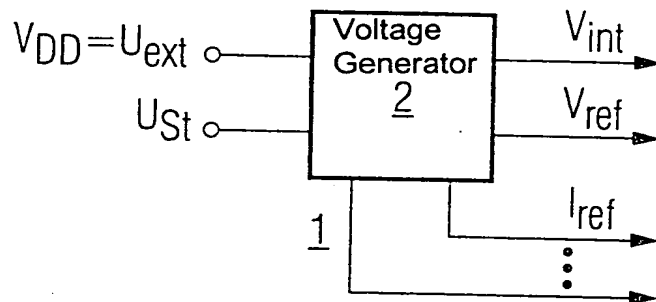 V_DD=U_ext
U_St
Voltage
Generator
2
V_int
V_ref
I_ref
1